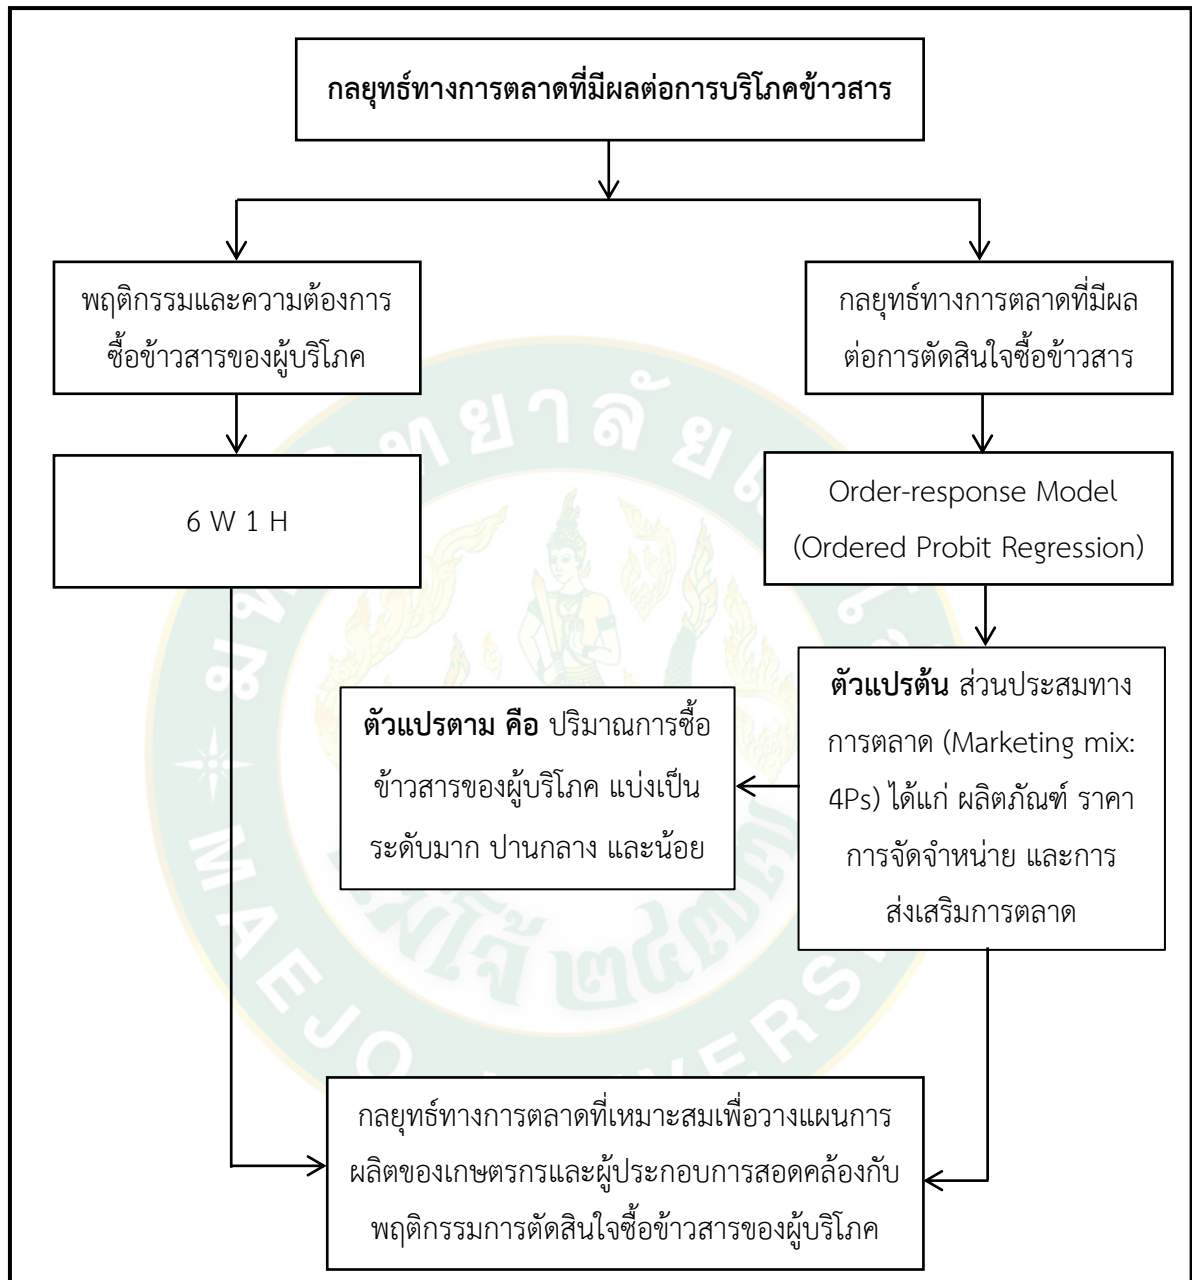 กลยุทธ์ทางการตลาดที่มีผลต่อการบริโภคข้าวสาร
พฤติกรรมและความต้องการ
ซื้อข้าวสารของผู้บริโภค
กลยุทธ์ทางการตลาดที่มีผล
ต่อการตัดสินใจซื้อข้าวสาร
6 W 1 H
Order-response Model
(Ordered Probit Regression)
ตัวแปรต้น ส่วนประสมทาง
การตลาด (Marketing mix:
4Ps) ได้แก่ ผลิตภัณฑ์ ราคา
การจัดจำหน่าย และการ
ส่งเสริมการตลาด
ตัวแปรตาม คือ ปริมาณการซื้อ
ข้าวสารของผู้บริโภค แบ่งเป็น
ระดับมาก ปานกลาง และน้อย
กลยุทธ์ทางการตลาดที่เหมาะสมเพื่อวางแผนการ
ผลิตของเกษตรกรและผู้ประกอบการสอดคล้องกับ
พฤติกรรมการตัดสินใจซื้อข้าวสารของผู้บริโภค
MAEJO